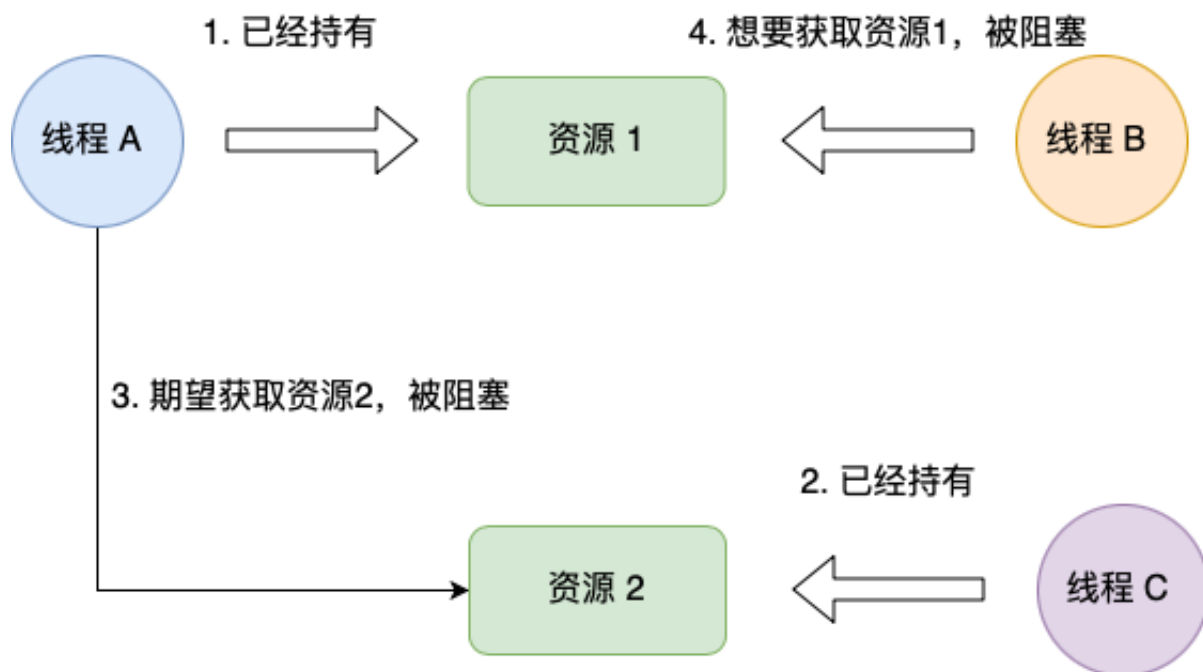 1. 已经持有
4. 想要获取资源1，被阻塞
线程 A
资源 1
线程 B
3. 期望获取资源2，被阻塞
2. 已经持有
资源 2
线程 C